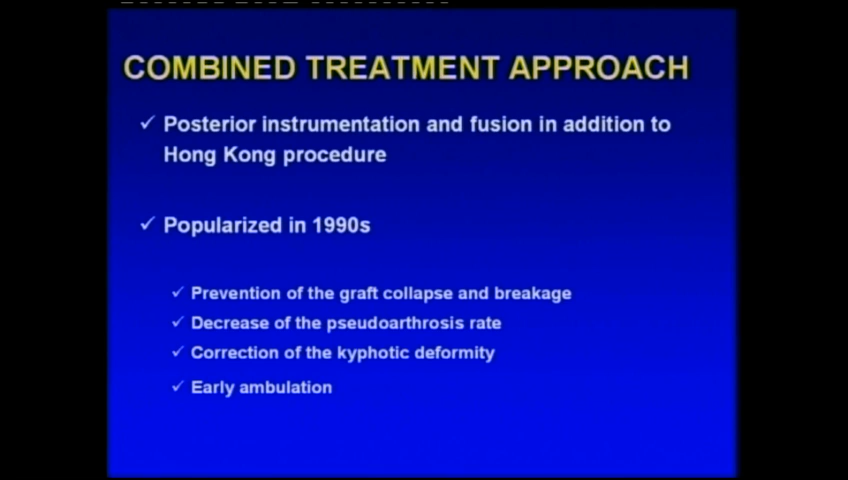 COMBINED TREATMENT APPROACH
✓ Posterior instrumentation and fusion in addition to
Hong Kong procedure
✓ Popularized in 1990s
✓ Prevention of the graft collapse and breakage
✓ Decrease of the pseudoarthrosis rate
✓ Correction of the kyphotic deformity
✓ Early ambulation